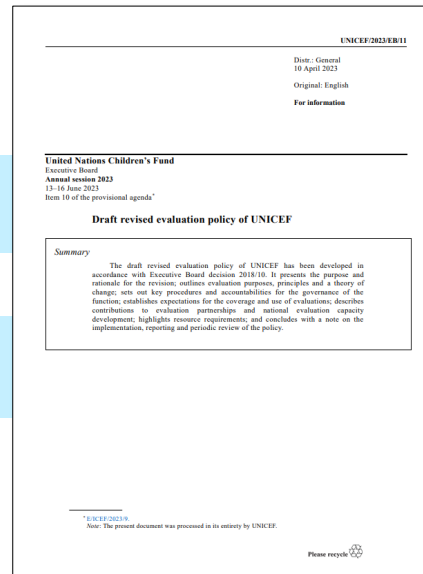 UNICEF/2023/EB/11
Distr.: General
10 April 2023
Original: English
For information
United Nations Children's Fund
Executive Board
Annual session 2023
13–16 June 2023
Item 10 of the provisional agenda*
Draft revised evaluation policy of UNICEF
Summary
The draft revised evaluation policy of UNICEF has been developed in
accordance with Executive Board decision 2018/10. It presents the purpose and
rationale for the revision; outlines evaluation purposes, principles and a theory of
change; sets out key procedures and accountabilities for the governance of the
function; establishes expectations for the coverage and use of evaluations; describes
contributions to evaluation partnerships and national evaluation capacity
development; highlights resource requirements; and concludes with a note on the
implementation, reporting and periodic review of the policy.
* E/ICEF/2023/9.
Note: The present document was processed in its entirety by UNICEF.
Please recycle